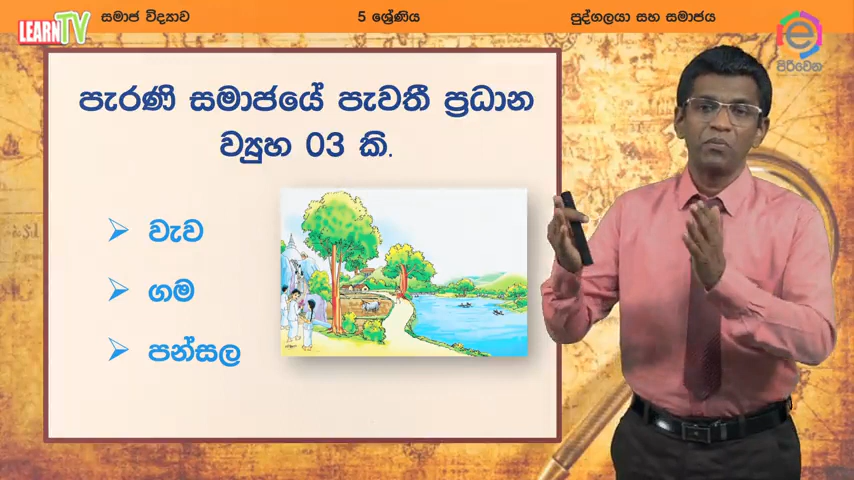 LEARN TV
සමාජ විද්‍යාව
5 ශ්‍රේණිය
පුද්ගලයා සහ සමාජය
පිරිවෙන
පැරණි සමාජයේ පැවතී ප්‍රධාන
ව්‍යුහ 03 කි.
වැව
ගම
පන්සල